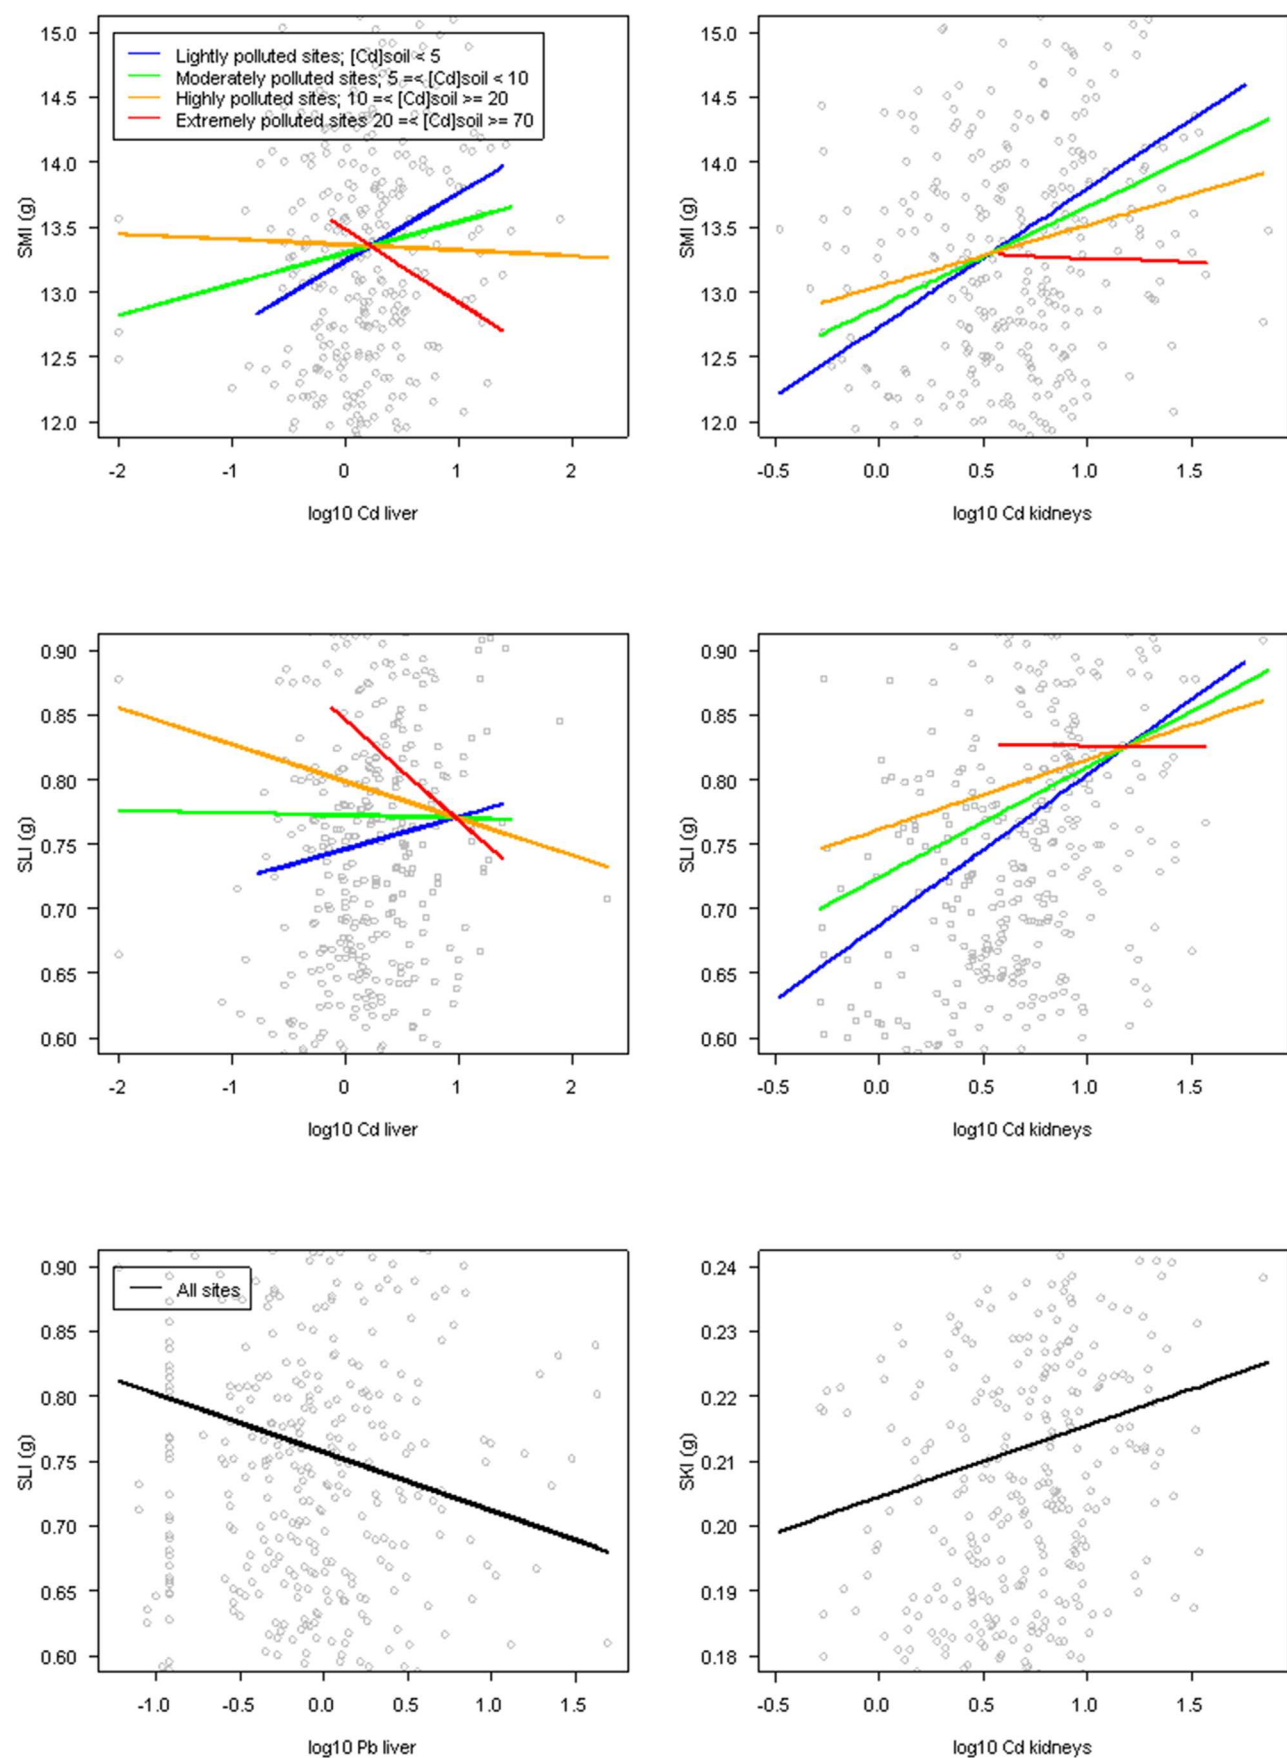 15.0
14.5
14.0
13.5
13.0
12.5
12.0
SMI (g)
Lightly polluted sites; [Cd]soil < 5
Moderately polluted sites; 5 =< [Cd]soil < 10
Highly polluted sites; 10 =< [Cd]soil >= 20
Extremely polluted sites 20 =< [Cd]soil >= 70
-2 -1 0 1 2
log10 Cd liver
15.0
14.5
14.0
13.5
13.0
12.5
12.0
SMI (g)
-0.5 0.0 0.5 1.0 1.5
log10 Cd kidneys
0.90
0.85
0.80
0.75
0.70
0.65
0.60
SLI (g)
-2 -1 0 1 2
log10 Cd liver
0.90
0.85
0.80
0.75
0.70
0.65
0.60
SLI (g)
-0.5 0.0 0.5 1.0 1.5
log10 Cd kidneys
0.90
0.85
0.80
0.75
0.70
0.65
0.60
SLI (g)
All sites
-1.0 -0.5 0.0 0.5 1.0 1.5
log10 Pb liver
0.24
0.23
0.22
0.21
0.20
0.19
0.18
SKI (g)
-0.5 0.0 0.5 1.0 1.5
log10 Cd kidneys